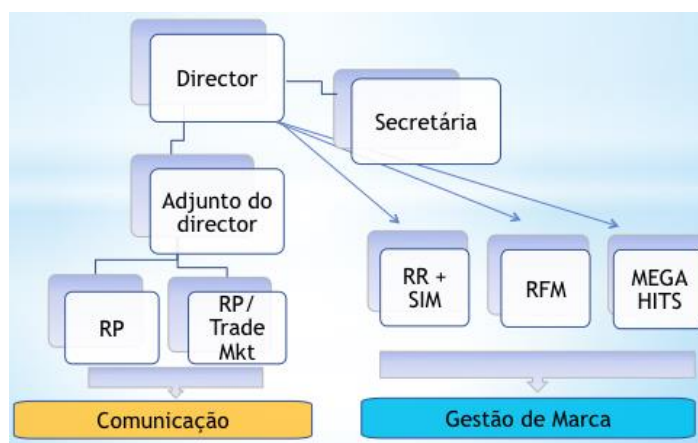 Director
Secretária
Adjunto do
director
RR +
SIM
RFM
MEGA
HITS
RP
RP/
Trade
Mkt
Comunicação
Gestão de Marca